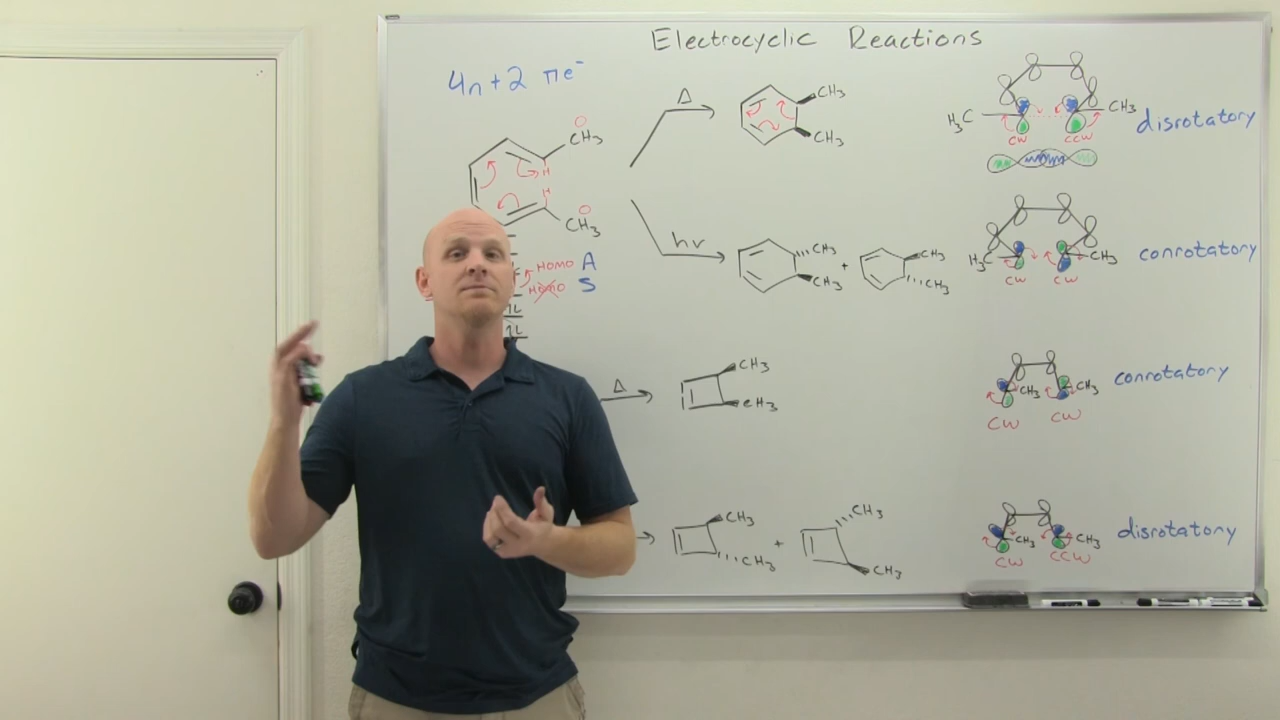 Electrocyclic Reactions
4n+2 πe⁻
O
CH₃
H
H
O
CH₃
HOMO A
HOMO S
Δ
CH₃
CH₃
H₃C
CH₃
CW
CCW
disrotatory
hν
CH₃
CH₃
+
CH₃
CH₃
H₃C
CH₃
CW
CW
conrotatory
Δ
CH₃
CH₃
CH₃
CH₃
CW
CW
conrotatory
CH₃
CH₃
+
CH₃
CH₃
CH₃
CH₃
CW
CCW
disrotatory